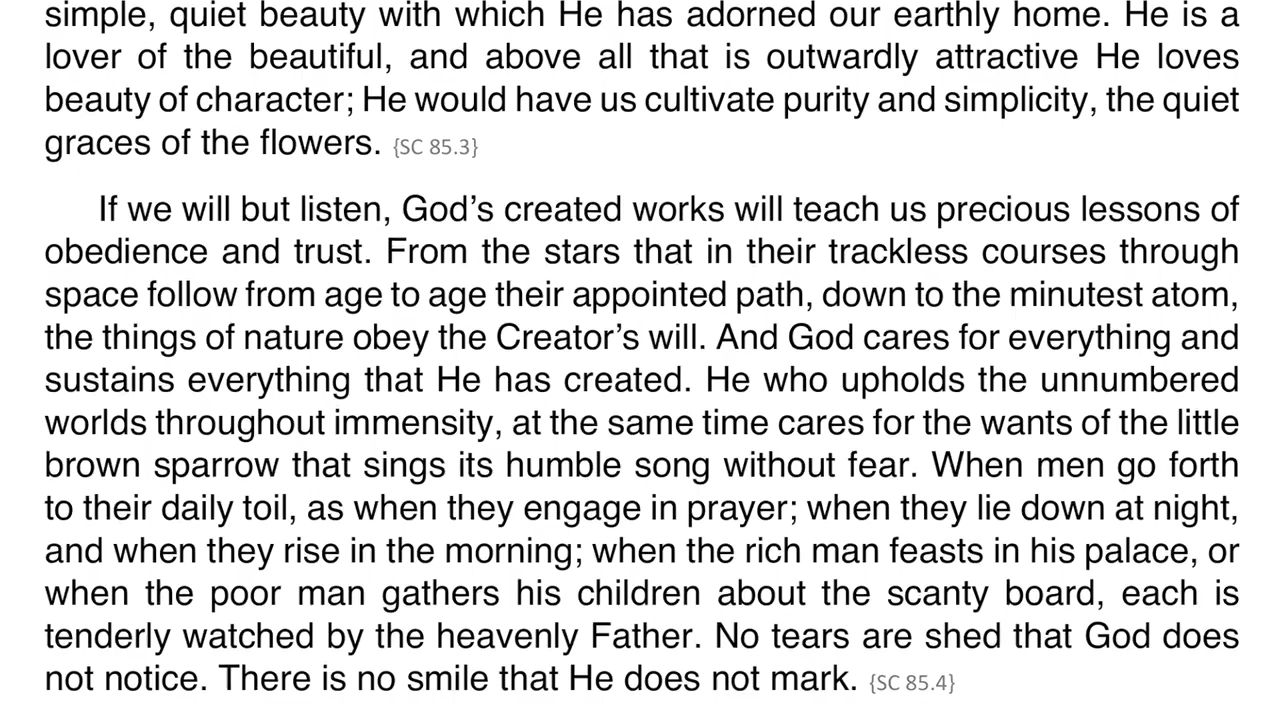 simple, quiet beauty with which He has adorned our earthly home. He is a
lover of the beautiful, and above all that is outwardly attractive He loves
beauty of character; He would have us cultivate purity and simplicity, the quiet
graces of the flowers. {SC 85.3}
If we will but listen, God’s created works will teach us precious lessons of
obedience and trust. From the stars that in their trackless courses through
space follow from age to age their appointed path, down to the minutest atom,
the things of nature obey the Creator’s will. And God cares for everything and
sustains everything that He has created. He who upholds the unnumbered
worlds throughout immensity, at the same time cares for the wants of the little
brown sparrow that sings its humble song without fear. When men go forth
to their daily toil, as when they engage in prayer; when they lie down at night,
and when they rise in the morning; when the rich man feasts in his palace, or
when the poor man gathers his children about the scanty board, each is
tenderly watched by the heavenly Father. No tears are shed that God does
not notice. There is no smile that He does not mark. {SC 85.4}